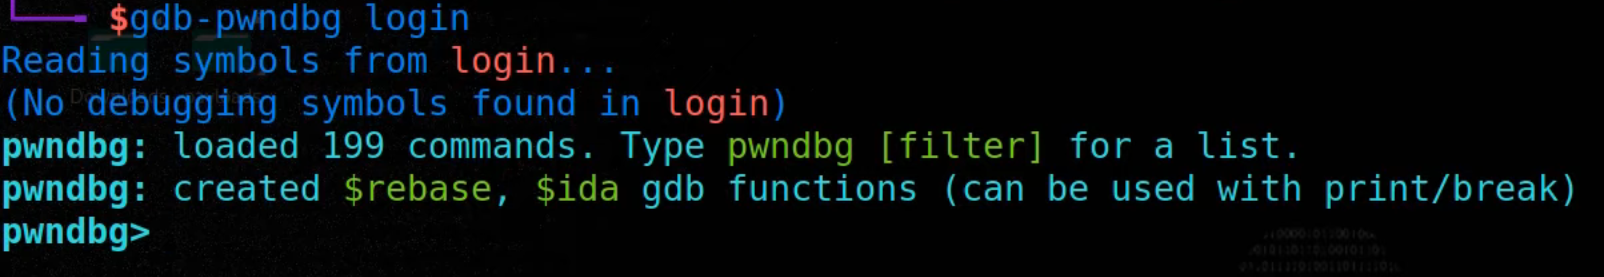 $gdb-pwndbg login
Reading symbols from login...
(No debugging symbols found in login)
pwndbg: loaded 199 commands. Type pwndbg [filter] for a list.
pwndbg: created $rebase, $ida gdb functions (can be used with print/break)
pwndbg>